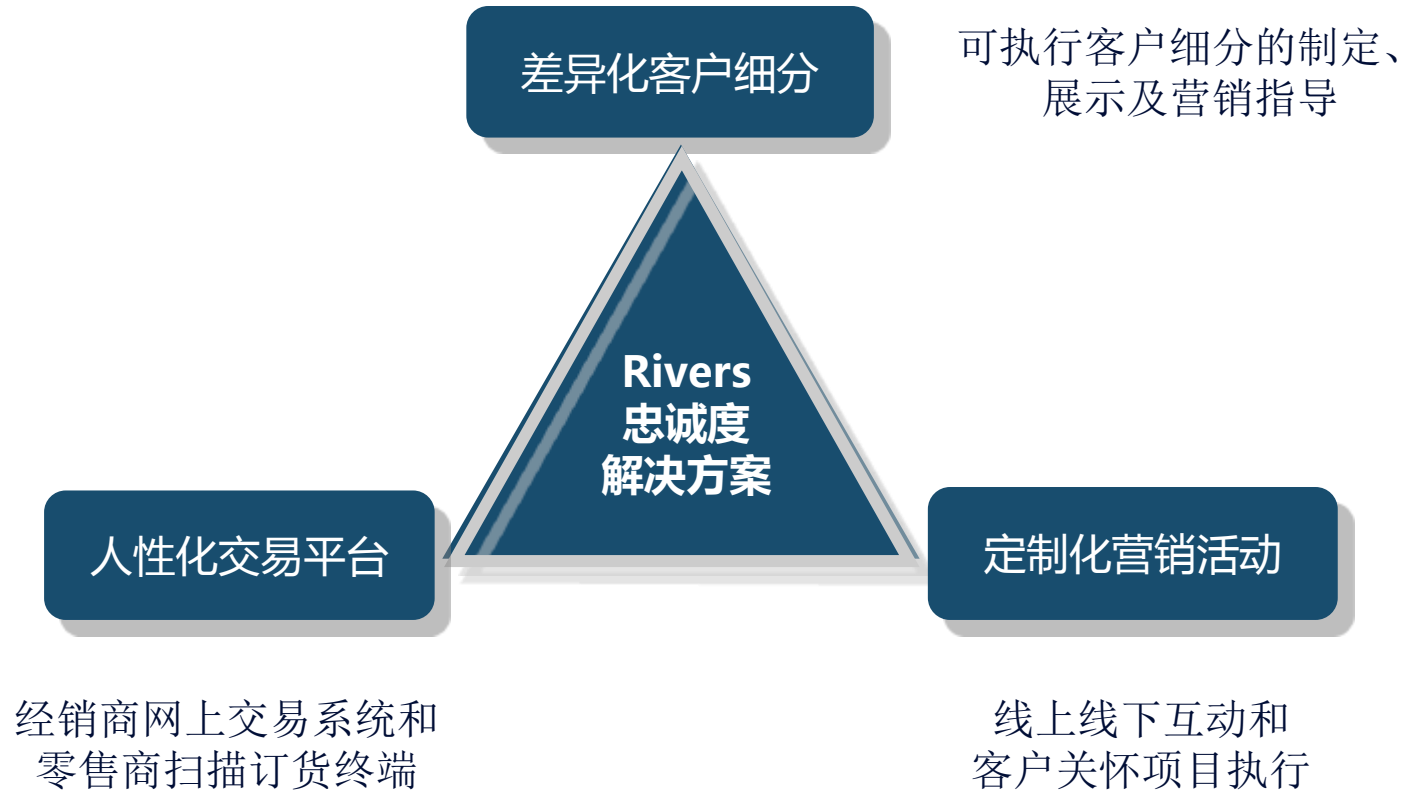 差异化客户细分
可执行客户细分的制定、
展示及营销指导
Rivers
忠诚度
解决方案
人性化交易平台
定制化营销活动
经销商网上交易系统和
零售商扫描订货终端
线上线下互动和
客户关怀项目执行